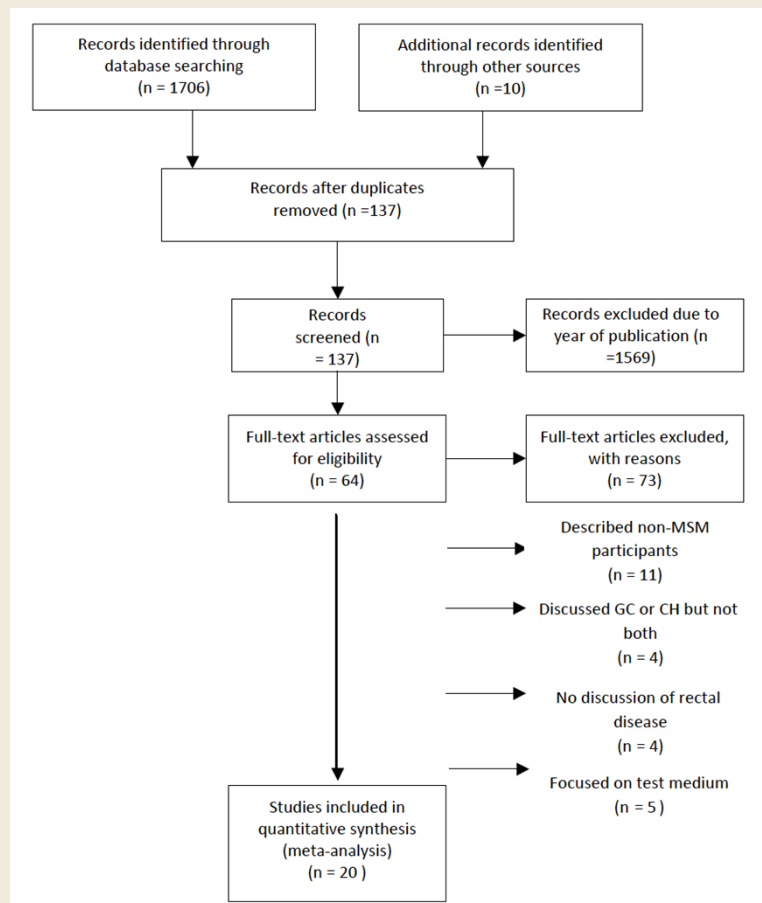 Records identified through
database searching
(n = 1706)
Additional records identified
through other sources
(n =10)
Records after duplicates
removed (n =137)
Records
screened (n
= 137)
Records excluded due to
year of publication (n
=1569)
Full-text articles assessed
for eligibility
(n = 64)
Full-text articles excluded,
with reasons
(n = 73)
Described non-MSM
participants
(n = 11)
Discussed GC or CH but not
both
(n = 4)
No discussion of rectal
disease
(n = 4)
Focused on test medium
(n = 5 )
Studies included in
quantitative synthesis
(meta-analysis)
(n = 20 )